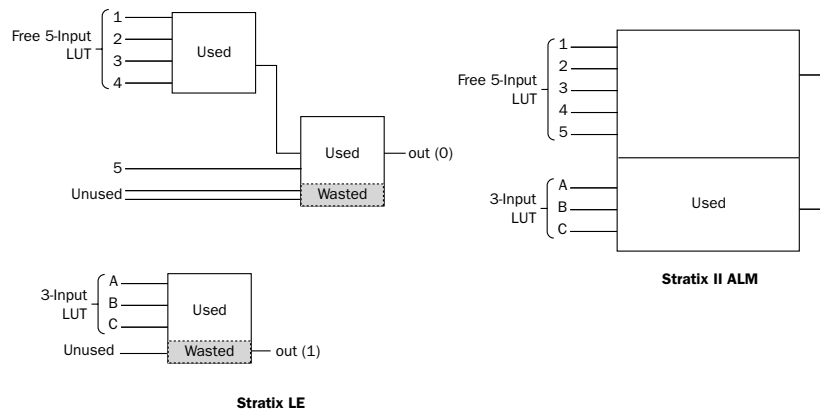 Free 5-Input
LUT
1
2
3
4
Used
5
Unused
Used
Wasted
out (0)
3-Input
LUT
A
B
C
Unused
Used
Wasted
out (1)
Stratix LE
Free 5-Input
LUT
1
2
3
4
5
3-Input
LUT
A
B
C
Used
Stratix II ALM